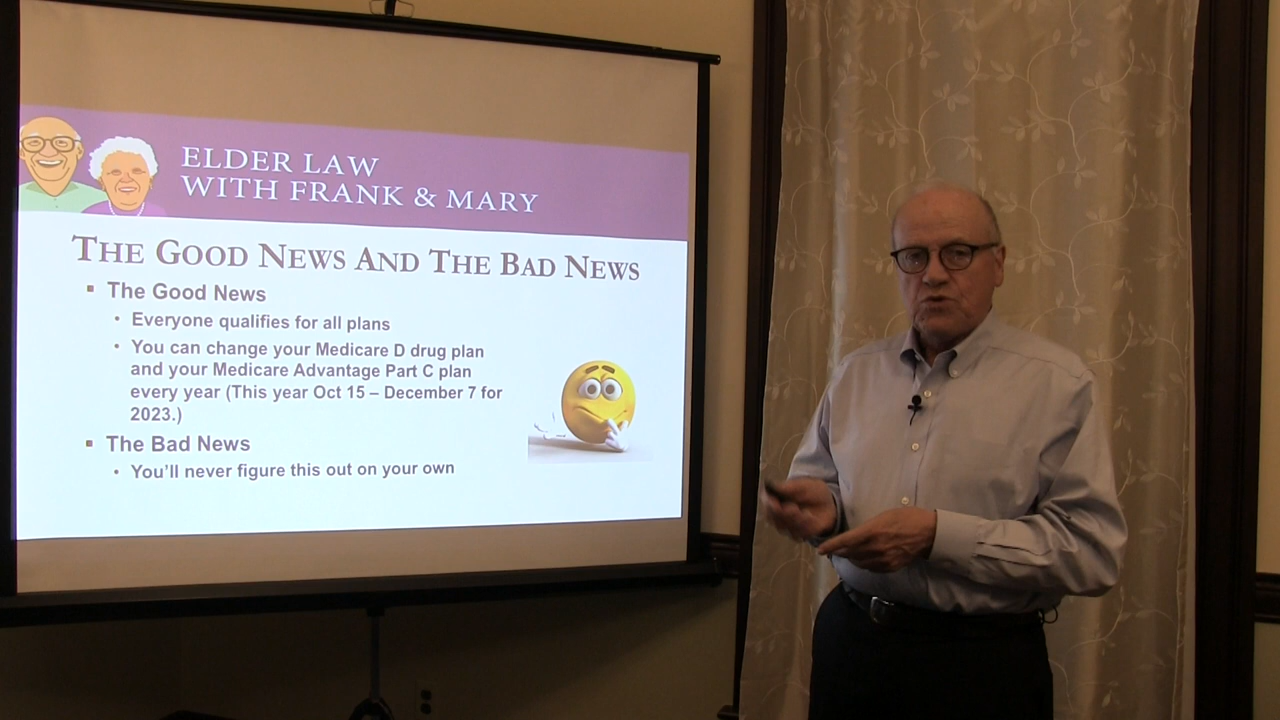 ELDER LAW
WITH FRANK & MARY
THE GOOD NEWS AND THE BAD NEWS
▪ The Good News
• Everyone qualifies for all plans
• You can change your Medicare D drug plan
and your Medicare Advantage Part C plan
every year (This year Oct 15 – December 7 for
2023.)
▪ The Bad News
• You’ll never figure this out on your own